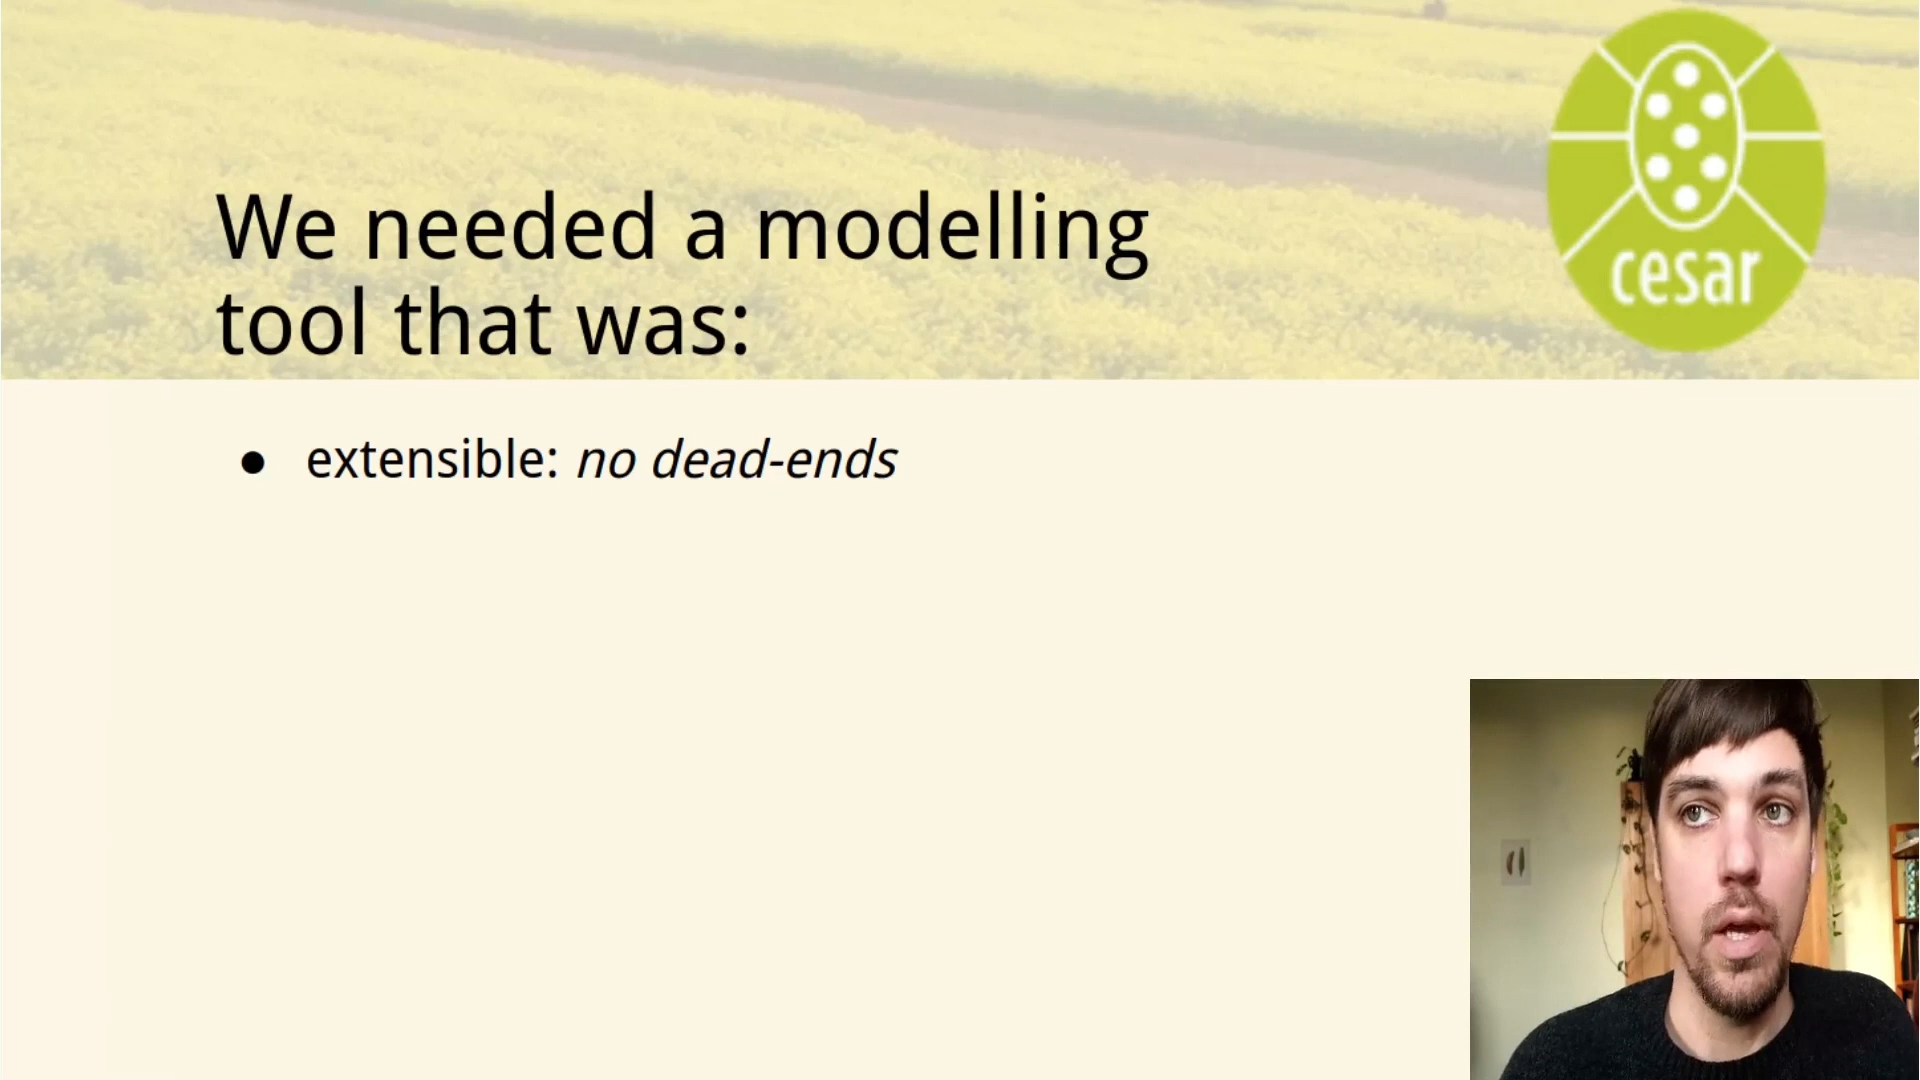 We needed a modelling
tool that was:
cesar
● extensible: no dead-ends